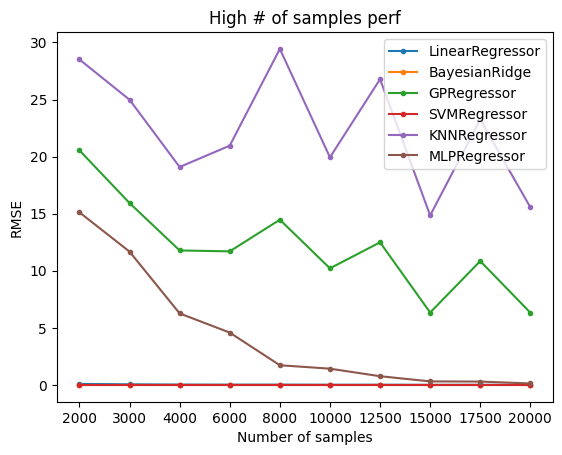 High # of samples perf
RMSE
30
25
20
15
10
5
0
LinearRegressor
BayesianRidge
GPRegressor
SVMRegressor
KNNRegressor
MLPRegressor
2000 3000 4000 6000 8000 10000 12500 15000 17500 20000
Number of samples